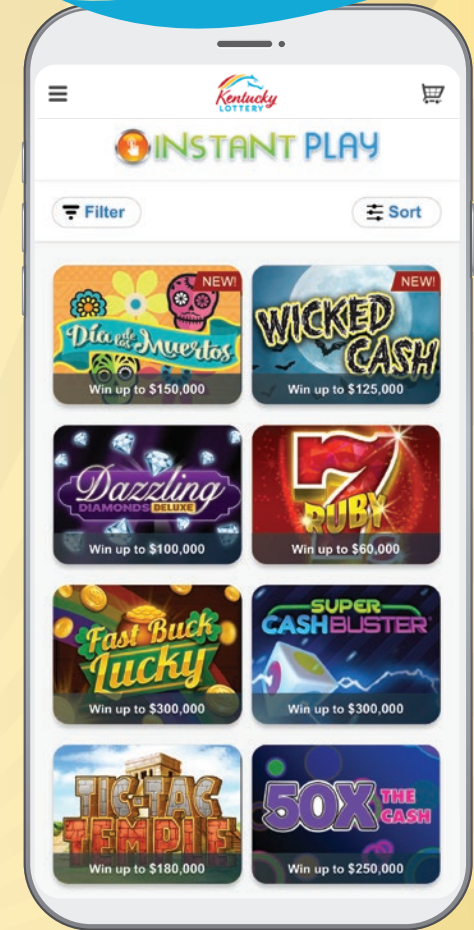 Kentucky
LOTTERY
INSTANT PLAY
Filter
Sort
NEW!
Día de los Muertos
Win up to $150,000
NEW!
WICKED
CASH
Win up to $125,000
Dazzling
DIAMONDS DELUXE
Win up to $100,000
7
RUBY
Win up to $60,000
Fast Buck
Lucky
Win up to $300,000
SUPER
CASH BUSTER
Win up to $300,000
TIC-TAC
TEMPLE
Win up to $180,000
50X THE
CASH
Win up to $250,000